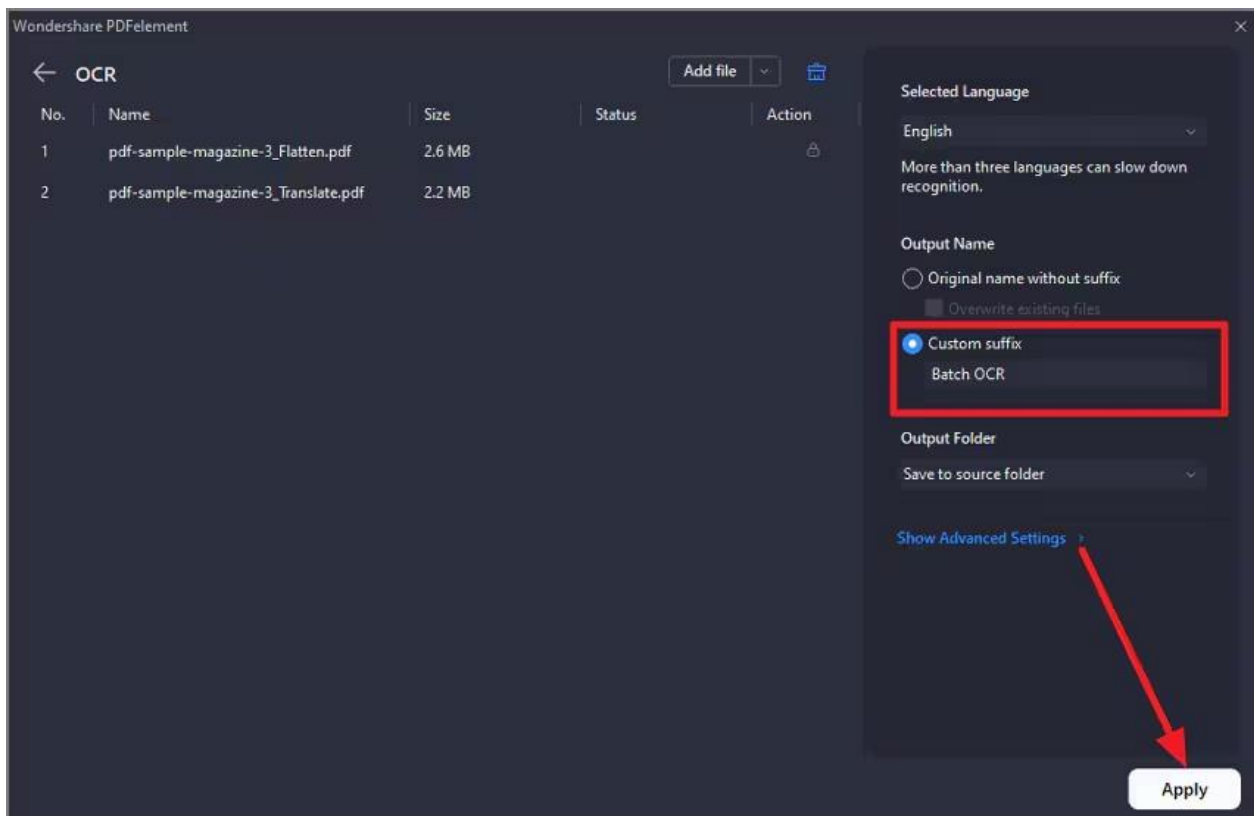 Wondershare PDFelement
OCR
Add file
No. Name Size Status Action
1 pdf-sample-magazine-3_Flatten.pdf 2.6 MB
2 pdf-sample-magazine-3_Translate.pdf 2.2 MB
Selected Language
English
More than three languages can slow down
recognition.
Output Name
Original name without suffix
Overwrite existing files
Custom suffix
Batch OCR
Output Folder
Save to source folder
Show Advanced Settings
Apply